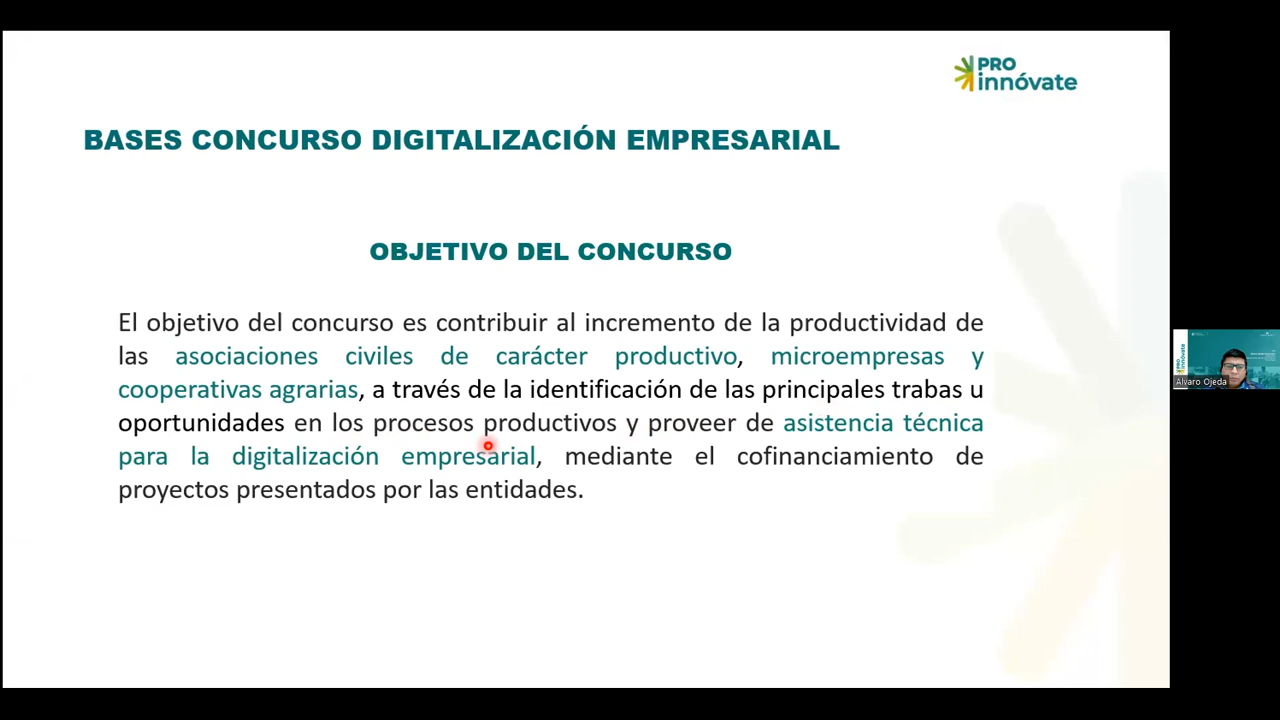 PRO
innóvate
BASES CONCURSO DIGITALIZACIÓN EMPRESARIAL
OBJETIVO DEL CONCURSO
El objetivo del concurso es contribuir al incremento de la productividad de
las asociaciones civiles de carácter productivo, microempresas y
cooperativas agrarias, a través de la identificación de las principales trabas u
oportunidades en los procesos productivos y proveer de asistencia técnica
para la digitalización empresarial, mediante el cofinanciamiento de
proyectos presentados por las entidades.
Alvaro Ojeda